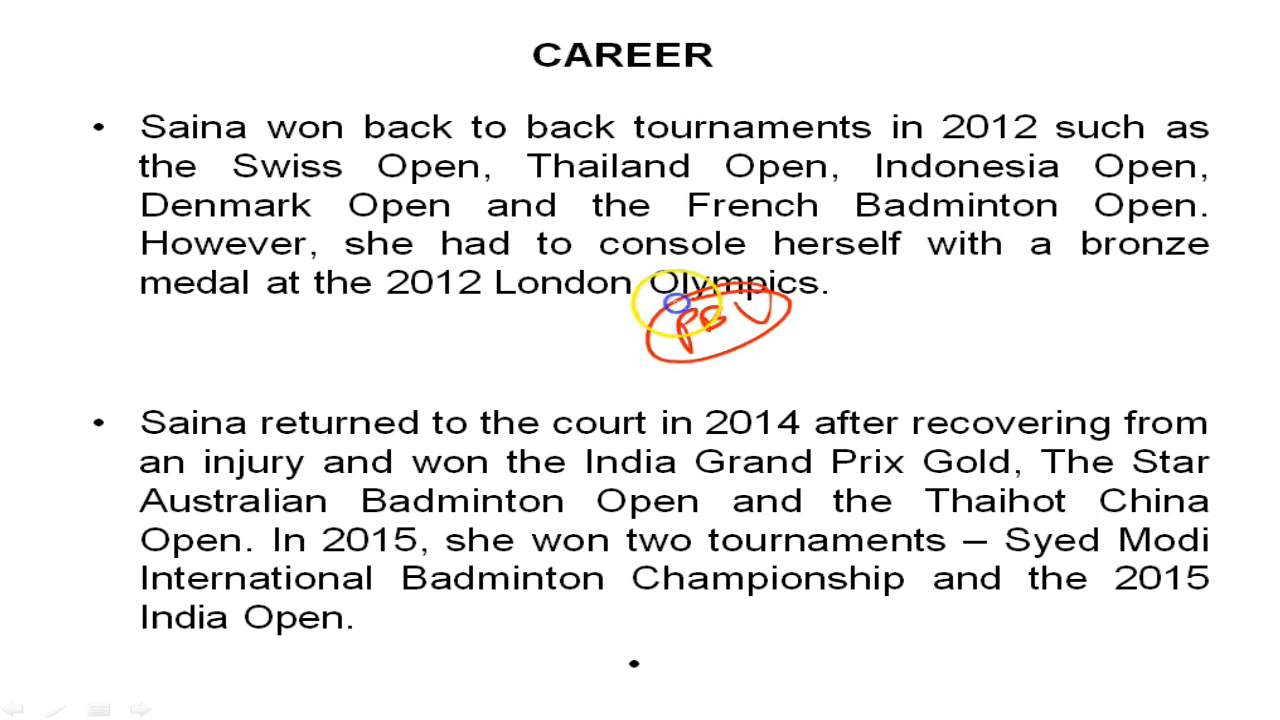 CAREER
• Saina won back to back tournaments in 2012 such as
the Swiss Open, Thailand Open, Indonesia Open,
Denmark Open and the French Badminton Open.
However, she had to console herself with a bronze
medal at the 2012 London Olympics.
• Saina returned to the court in 2014 after recovering from
an injury and won the India Grand Prix Gold, The Star
Australian Badminton Open and the Thaihot China
Open. In 2015, she won two tournaments – Syed Modi
International Badminton Championship and the 2015
India Open.
•